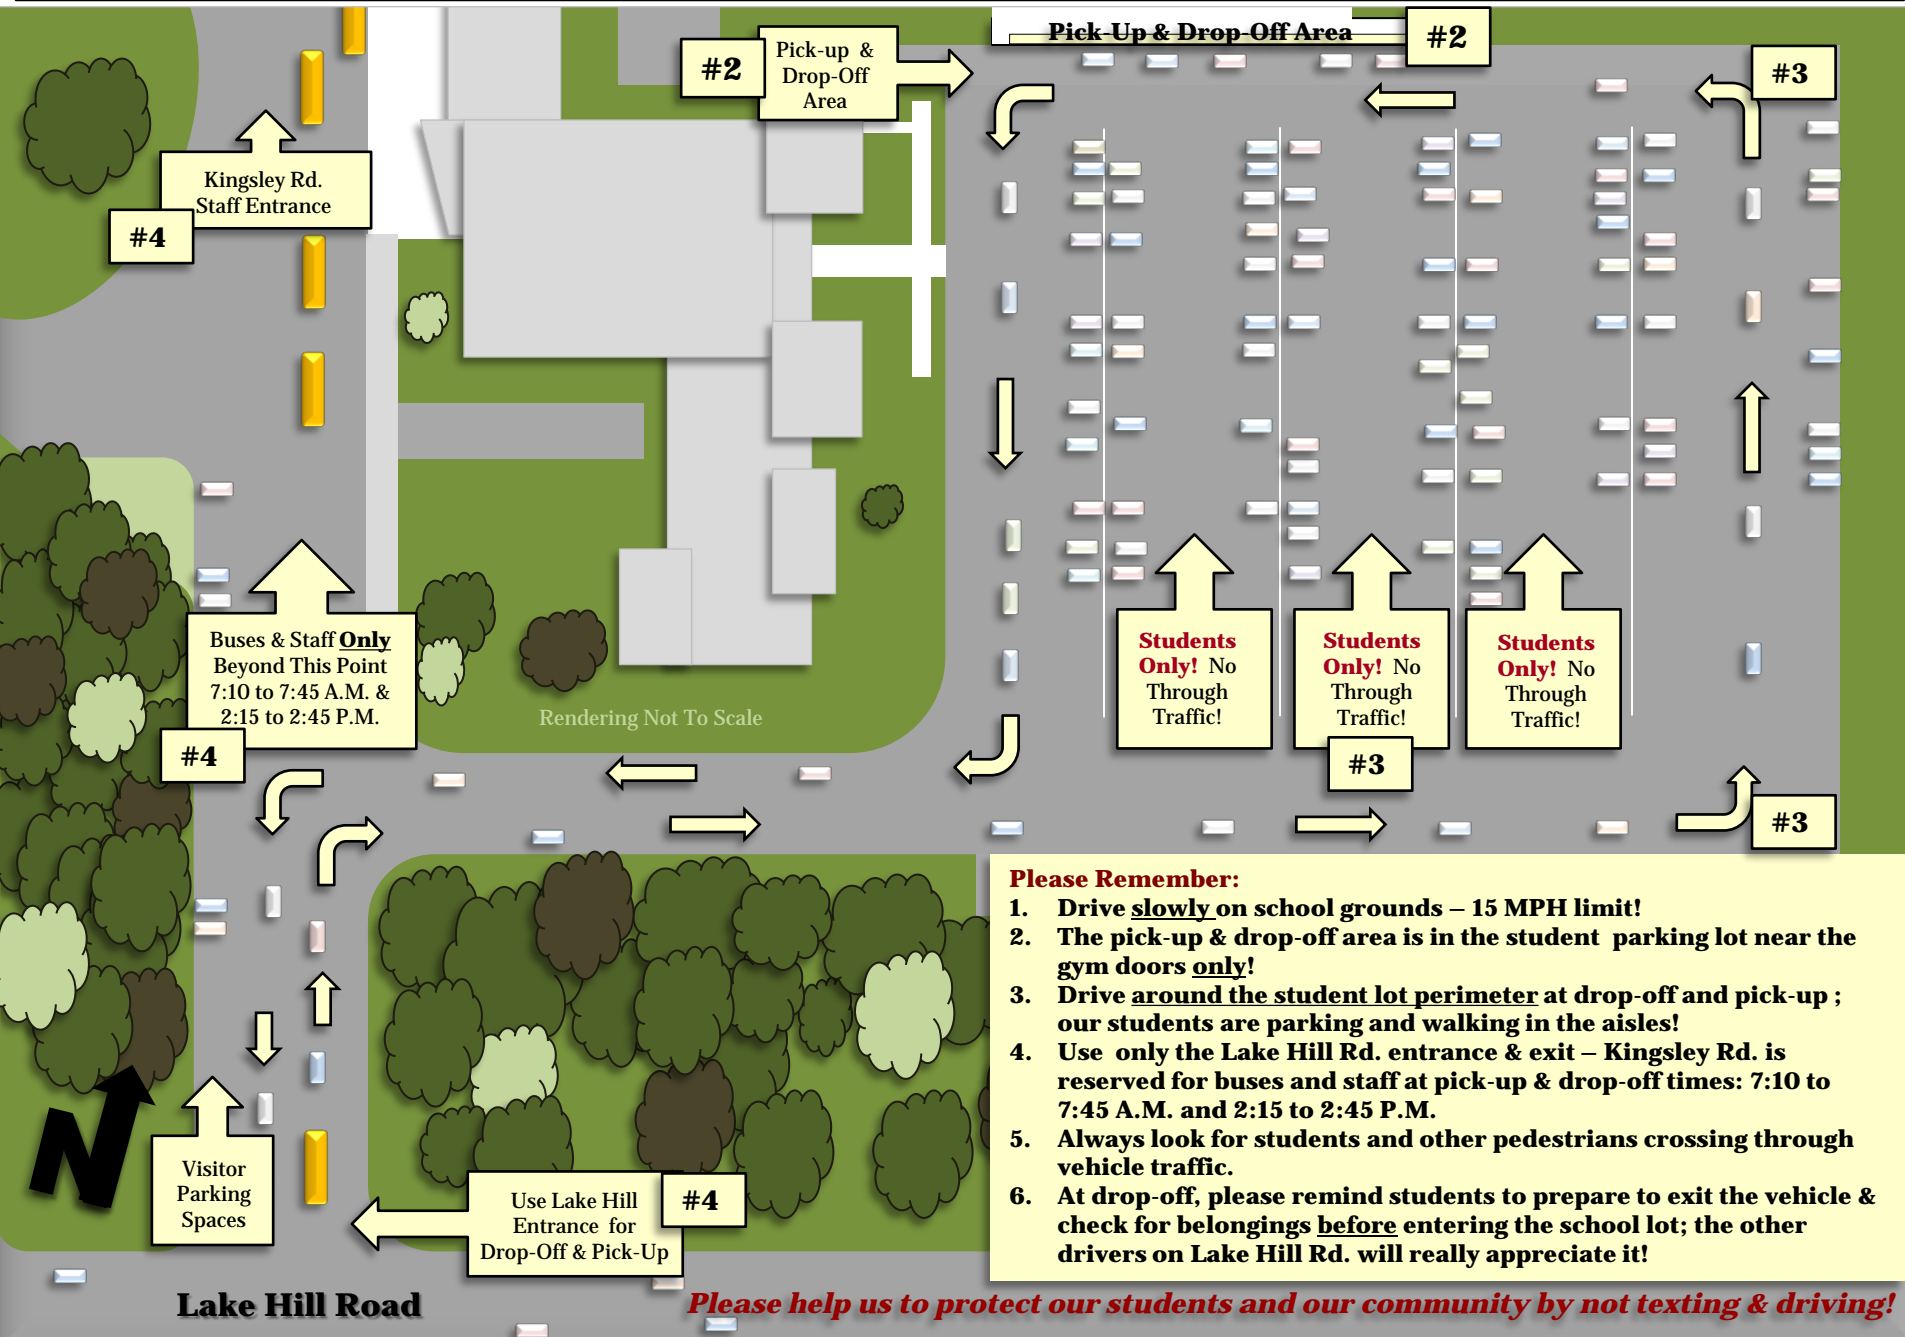 Pick-Up & Drop-Off Area
#2
#2
Pick-up &
Drop-Off
Area
#3
Kingsley Rd.
Staff Entrance
#4
Buses & Staff Only
Beyond This Point
7:10 to 7:45 A.M. &
2:15 to 2:45 P.M.
#4
Rendering Not To Scale
Students
Only! No
Through
Traffic!
Students
Only! No
Through
Traffic!
Students
Only! No
Through
Traffic!
#3
#3
N
Visitor
Parking
Spaces
Use Lake Hill
Entrance for
Drop-Off & Pick-Up
#4
Please Remember:
1. Drive slowly on school grounds – 15 MPH limit!
2. The pick-up & drop-off area is in the student parking lot near the
gym doors only!
3. Drive around the student lot perimeter at drop-off and pick-up ;
our students are parking and walking in the aisles!
4. Use only the Lake Hill Rd. entrance & exit – Kingsley Rd. is
reserved for buses and staff at pick-up & drop-off times: 7:10 to
7:45 A.M. and 2:15 to 2:45 P.M.
5. Always look for students and other pedestrians crossing through
vehicle traffic.
6. At drop-off, please remind students to prepare to exit the vehicle &
check for belongings before entering the school lot; the other
drivers on Lake Hill Rd. will really appreciate it!
Lake Hill Road
Please help us to protect our students and our community by not texting & driving!